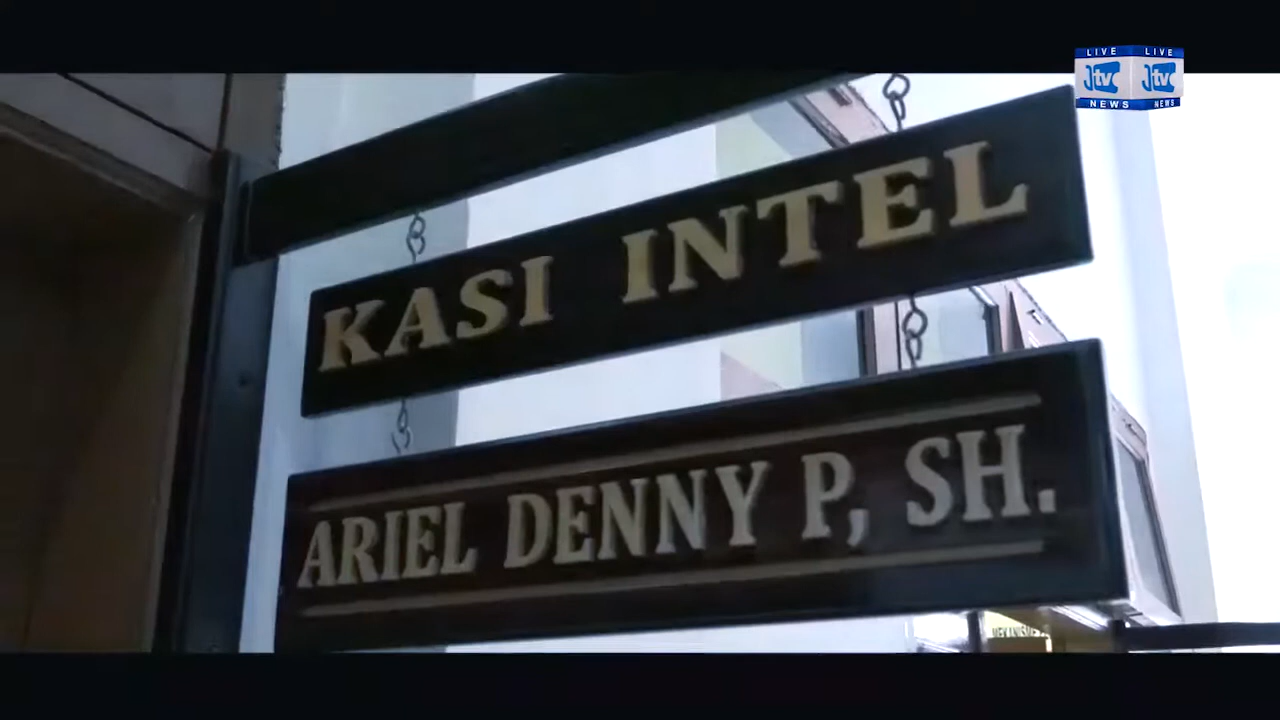 LIVE LIVE
Jtv Jtv
NEWS NEWS
KASI INTEL
ARIEL DENNY P, SH.